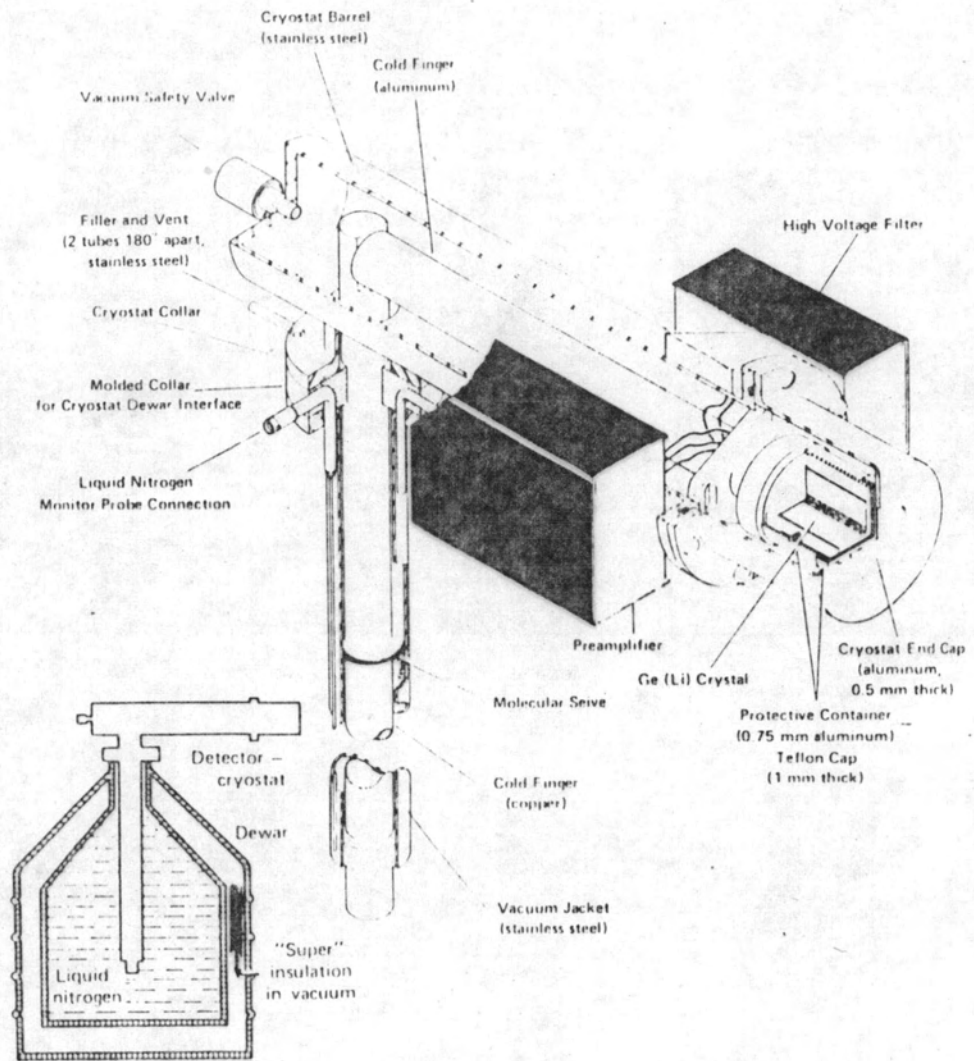 Cryostat Barrel
(stainless steel)
Cold Finger
(aluminum)
Vacuum Safety Valve
Filler and Vent
(2 tubes 180° apart,
stainless steel)
High Voltage Filter
Cryostat Collar
Molded Collar
for Cryostat Dewar Interface
Liquid Nitrogen
Monitor Probe Connection
Preamplifier
Ge (Li) Crystal
Cryostat End Cap
(aluminum,
0.5 mm thick)
Molecular Seive
Protective Container
(0.75 mm aluminum)
Teflon Cap
(1 mm thick)
Cold Finger
(copper)
Vacuum Jacket
(stainless steel)
Detector –
cryostat
Dewar
"Super"
insulation
in vacuum
Liquid
nitrogen